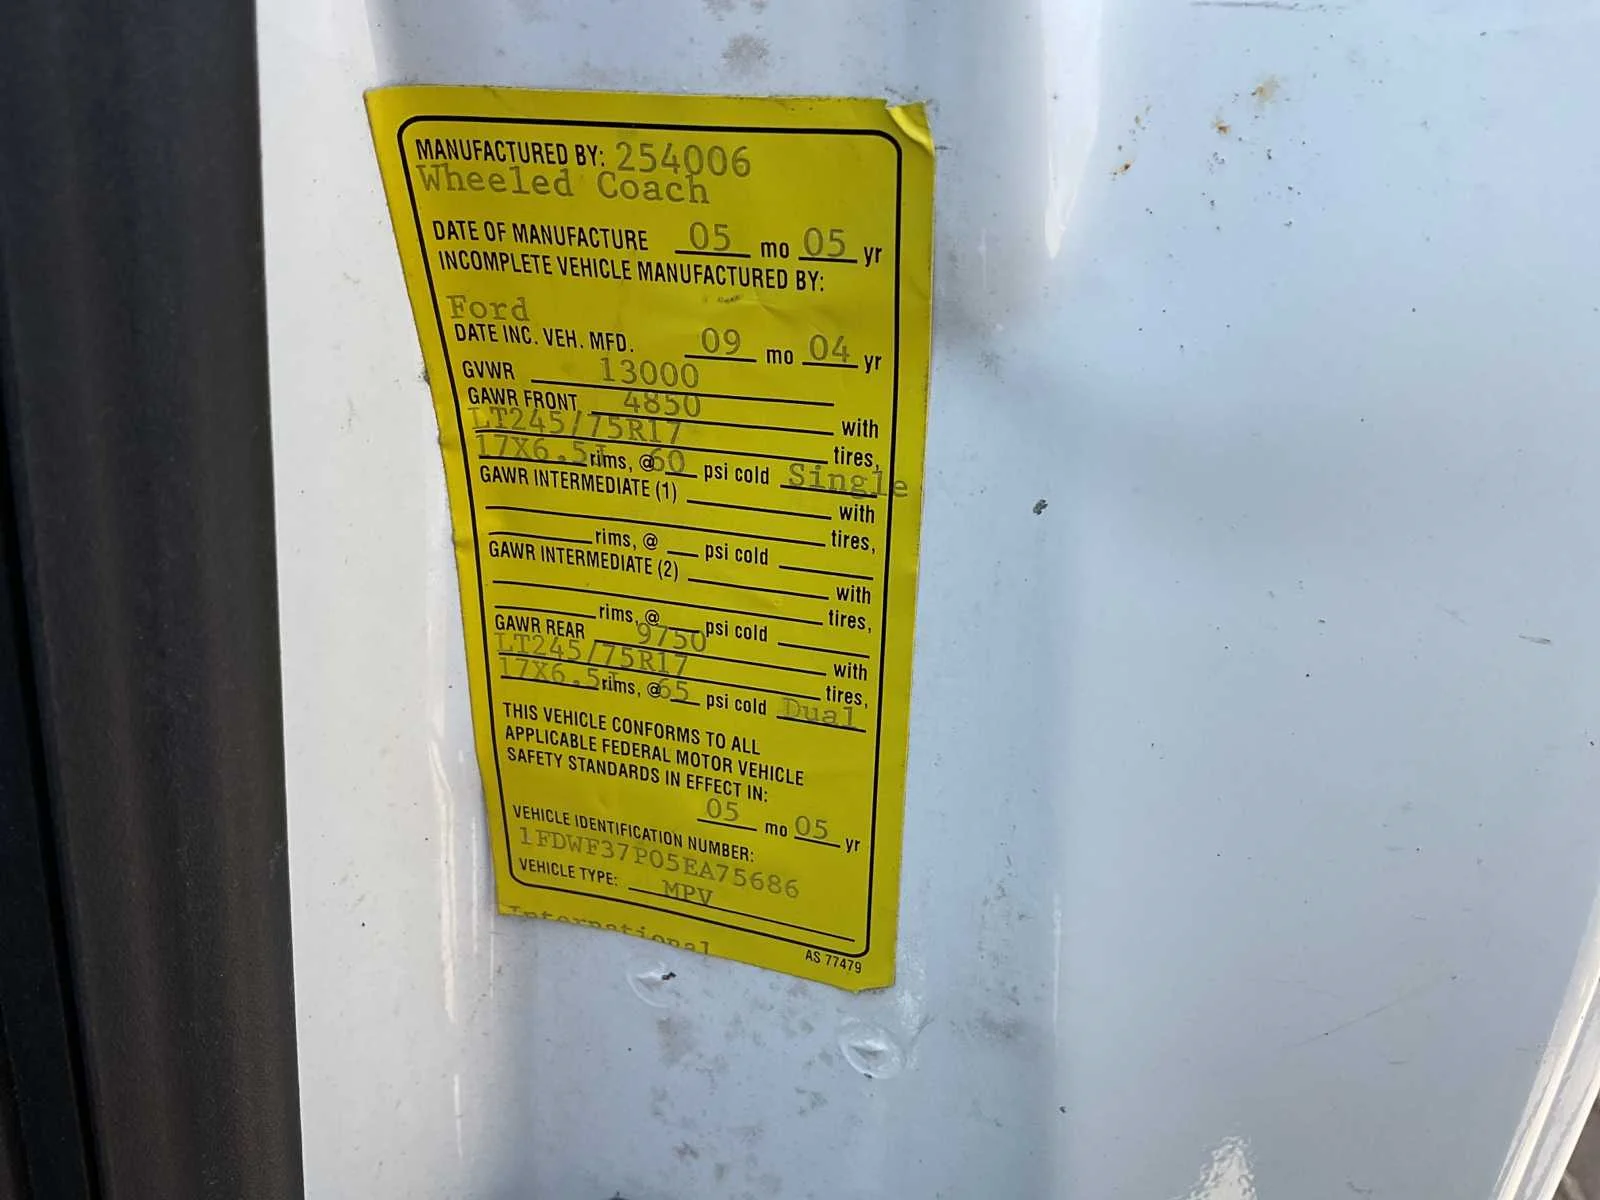 MANUFACTURED BY: 254006
Wheeled Coach
DATE OF MANUFACTURE 05 mo 05 yr
INCOMPLETE VEHICLE MANUFACTURED BY:
Ford
DATE INC. VEH. MFD. 09 mo 04 yr
GVWR 13000
GAWR FRONT 4850 with
LT245/75R17 tires,
17X6.5J rims, @ 60 psi cold Single
GAWR INTERMEDIATE (1) with
tires,
rims, @ psi cold
GAWR INTERMEDIATE (2) with
tires,
rims, @ psi cold
GAWR REAR 9750 with
LT245/75R17 tires,
17X6.5J rims, @ 65 psi cold Dual
THIS VEHICLE CONFORMS TO ALL
APPLICABLE FEDERAL MOTOR VEHICLE
SAFETY STANDARDS IN EFFECT IN:
05 mo 05 yr
VEHICLE IDENTIFICATION NUMBER:
1FDWF37P05EA75686
VEHICLE TYPE: MPV
International
AS 77479